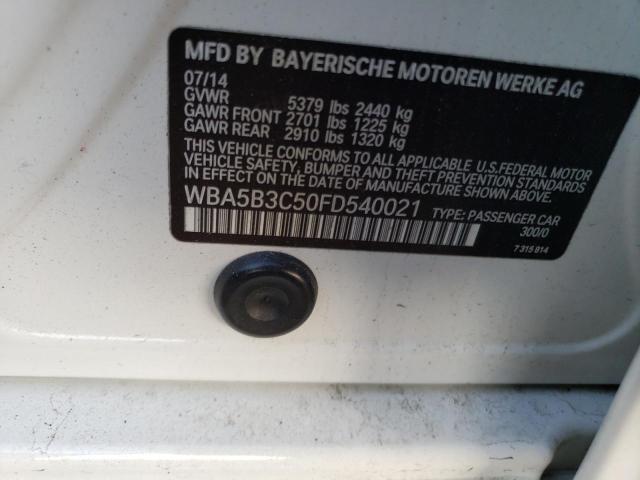 MFD BY BAYERISCHE MOTOREN WERKE AG
07/14
GVWR 5379 lbs 2440 kg
GAWR FRONT 2701 lbs 1225 kg
GAWR REAR 2910 lbs 1320 kg
THIS VEHICLE CONFORMS TO ALL APPLICABLE U.S. FEDERAL MOTOR
VEHICLE SAFETY, BUMPER, AND THEFT PREVENTION STANDARDS
IN EFFECT ON THE DATE OF MANUFACTURE SHOWN ABOVE.
WBA5B3C50FD540021 TYPE: PASSENGER CAR
300/0
7 315 814